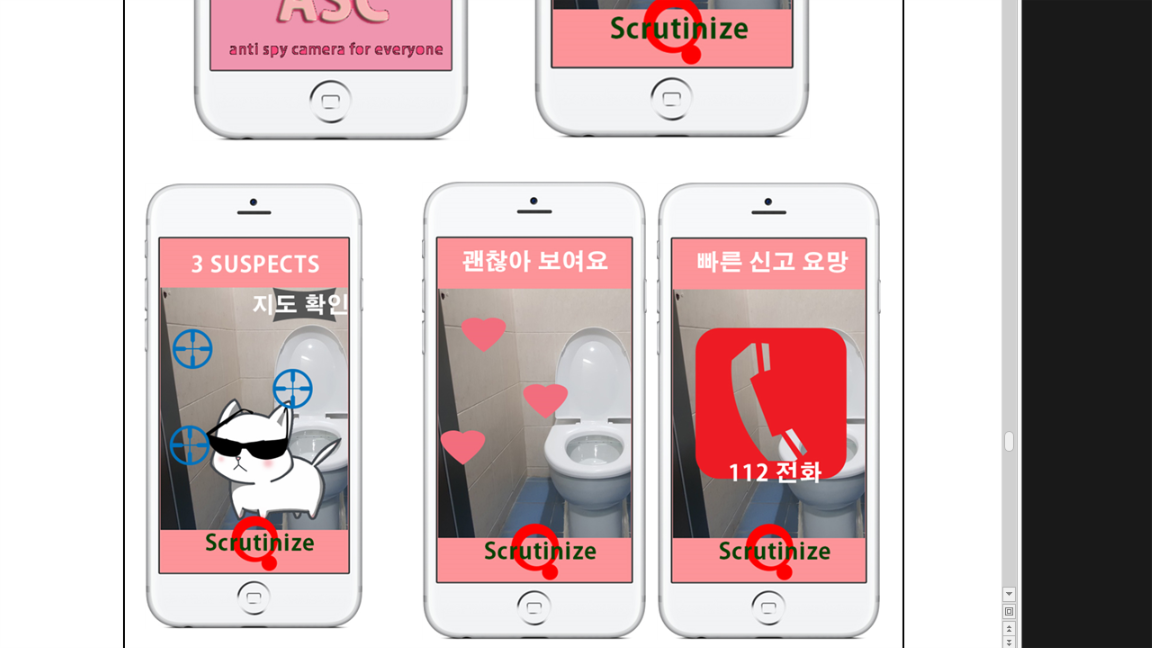 ASC
anti spy camera for everyone
Scrutinize
3 SUSPECTS
지도 확인
Scrutinize
괜찮아 보여요
Scrutinize
빠른 신고 요망
112 전화
Scrutinize